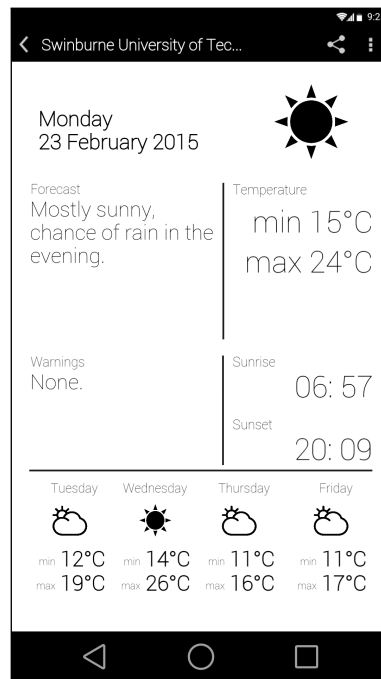 9:2
Swinburne University of Tec...
Monday
23 February 2015
Forecast
Mostly sunny,
chance of rain in the
evening.
Temperature
min 15°C
max 24°C
Warnings
None.
Sunrise
06: 57
Sunset
20: 09
Tuesday Wednesday Thursday Friday
min 12°C min 14°C min 11°C min 11°C
max 19°C max 26°C max 16°C max 17°C